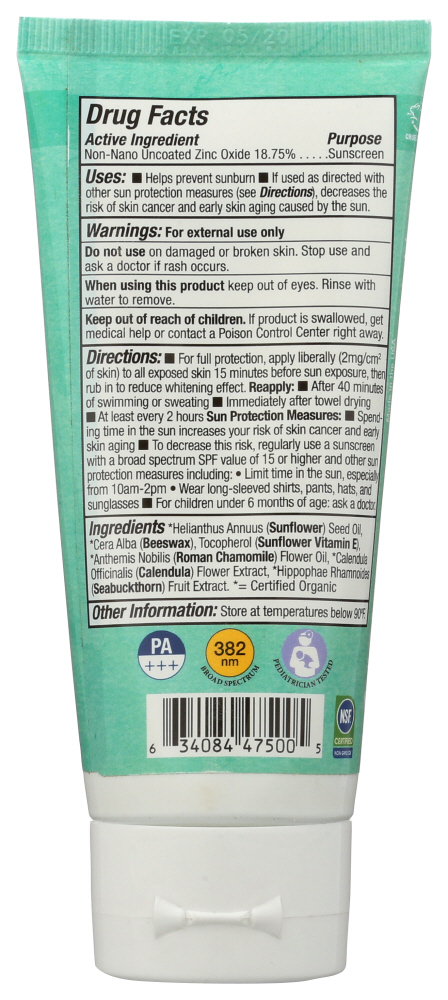 EXP 05/20
Drug Facts
Active Ingredient Purpose
Non-Nano Uncoated Zinc Oxide 18.75% . . . . .Sunscreen
Uses: ■ Helps prevent sunburn ■ If used as directed with
other sun protection measures (see Directions), decreases the
risk of skin cancer and early skin aging caused by the sun.
Warnings: For external use only
Do not use on damaged or broken skin. Stop use and
ask a doctor if rash occurs.
When using this product keep out of eyes. Rinse with
water to remove.
Keep out of reach of children. If product is swallowed, get
medical help or contact a Poison Control Center right away.
Directions: ■ For full protection, apply liberally (2mg/cm²
of skin) to all exposed skin 15 minutes before sun exposure, then
rub in to reduce whitening effect. Reapply: ■ After 40 minutes
of swimming or sweating ■ Immediately after towel drying
■ At least every 2 hours Sun Protection Measures: ■ Spend-
ing time in the sun increases your risk of skin cancer and early
skin aging ■ To decrease this risk, regularly use a sunscreen
with a broad spectrum SPF value of 15 or higher and other sun
protection measures including: • Limit time in the sun, especially
from 10am-2pm • Wear long-sleeved shirts, pants, hats, and
sunglasses ■ For children under 6 months of age: ask a doctor
Ingredients *Helianthus Annuus (Sunflower) Seed Oil,
*Cera Alba (Beeswax), Tocopherol (Sunflower Vitamin E),
*Anthemis Nobilis (Roman Chamomile) Flower Oil, *Calendula
Officinalis (Calendula) Flower Extract, *Hippophae Rhamnoides
(Seabuckthorn) Fruit Extract. *= Certified Organic
Other Information: Store at temperatures below 90°F.
PA
+++
382
nm
BROAD SPECTRUM
PEDIATRICIAN TESTED
NSF
CERTIFIED
6 34084 47500 5